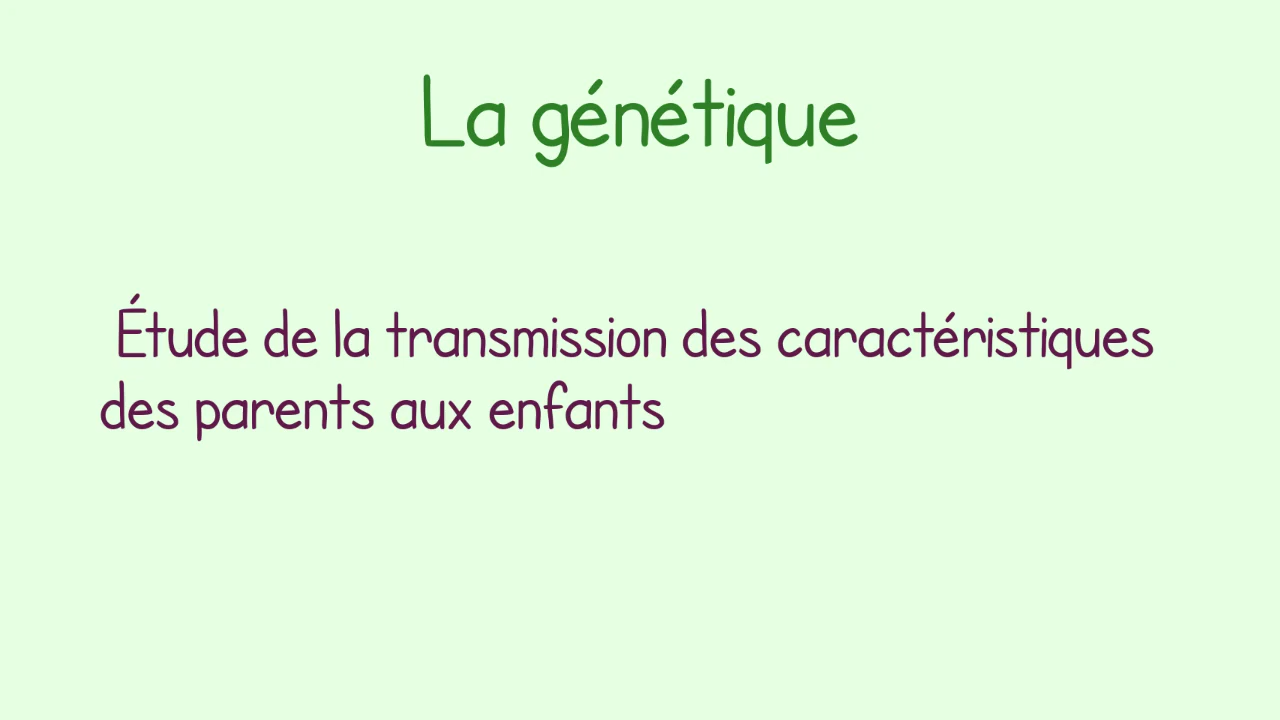 La génétique
Étude de la transmission des caractéristiques
des parents aux enfants